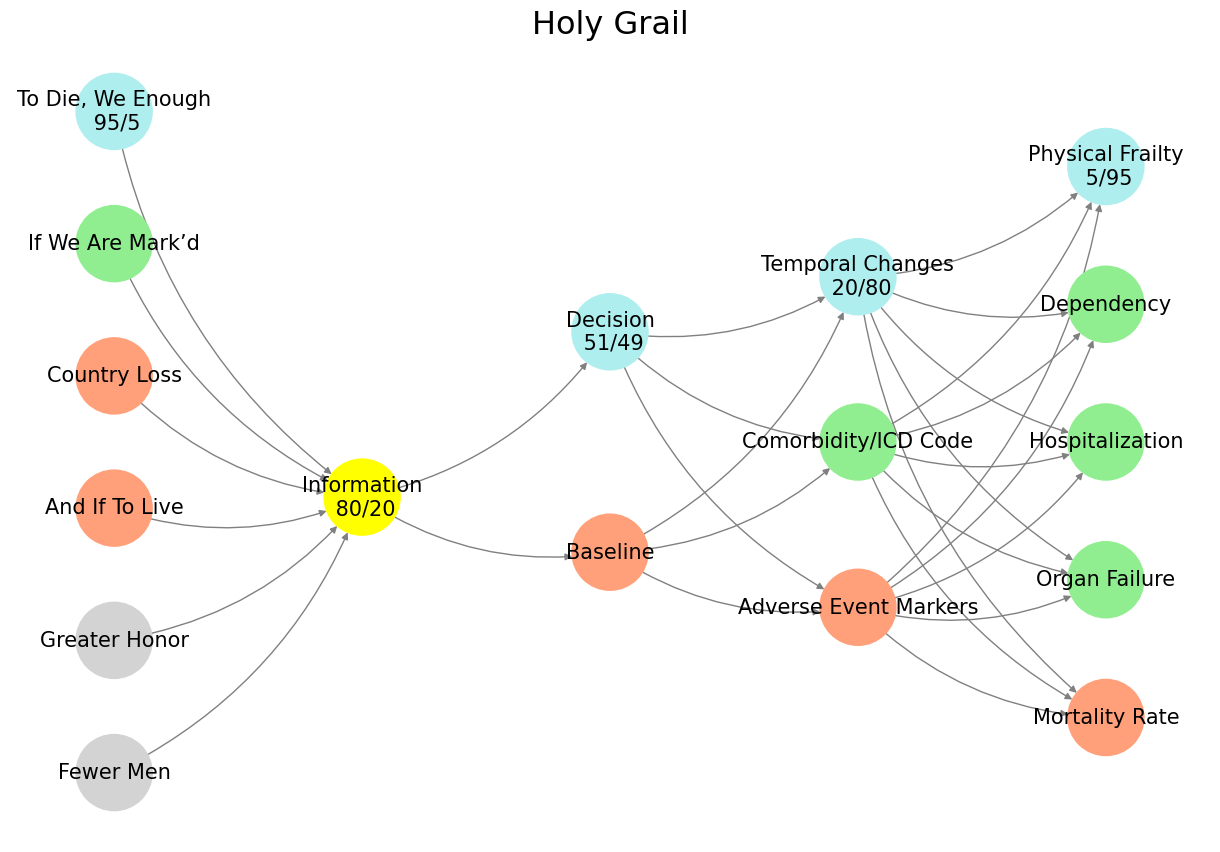 Holy Grail
To Die, We Enough
95/5
If We Are Mark’d
Country Loss
And If To Live
Greater Honor
Fewer Men
Information
80/20
Decision
51/49
Baseline
Temporal Changes
20/80
Comorbidity/ICD Code
Adverse Event Markers
Physical Frailty
5/95
Dependency
Hospitalization
Organ Failure
Mortality Rate